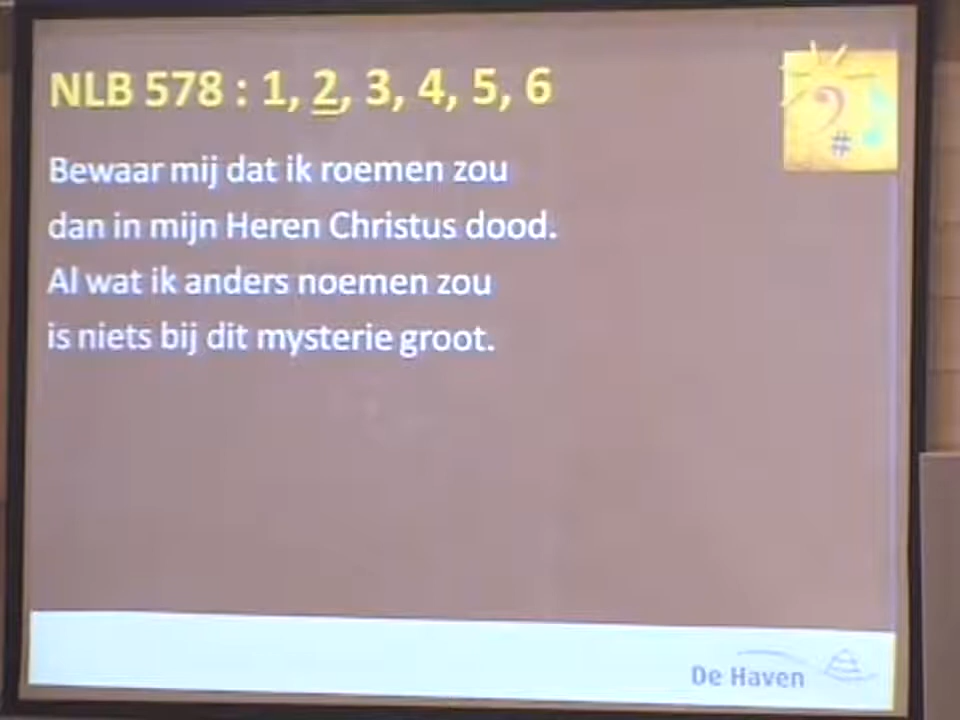 NLB 578 : 1, 2, 3, 4, 5, 6
Bewaar mij dat ik roemen zou
dan in mijn Heren Christus dood.
Al wat ik anders noemen zou
is niets bij dit mysterie groot.
De Haven